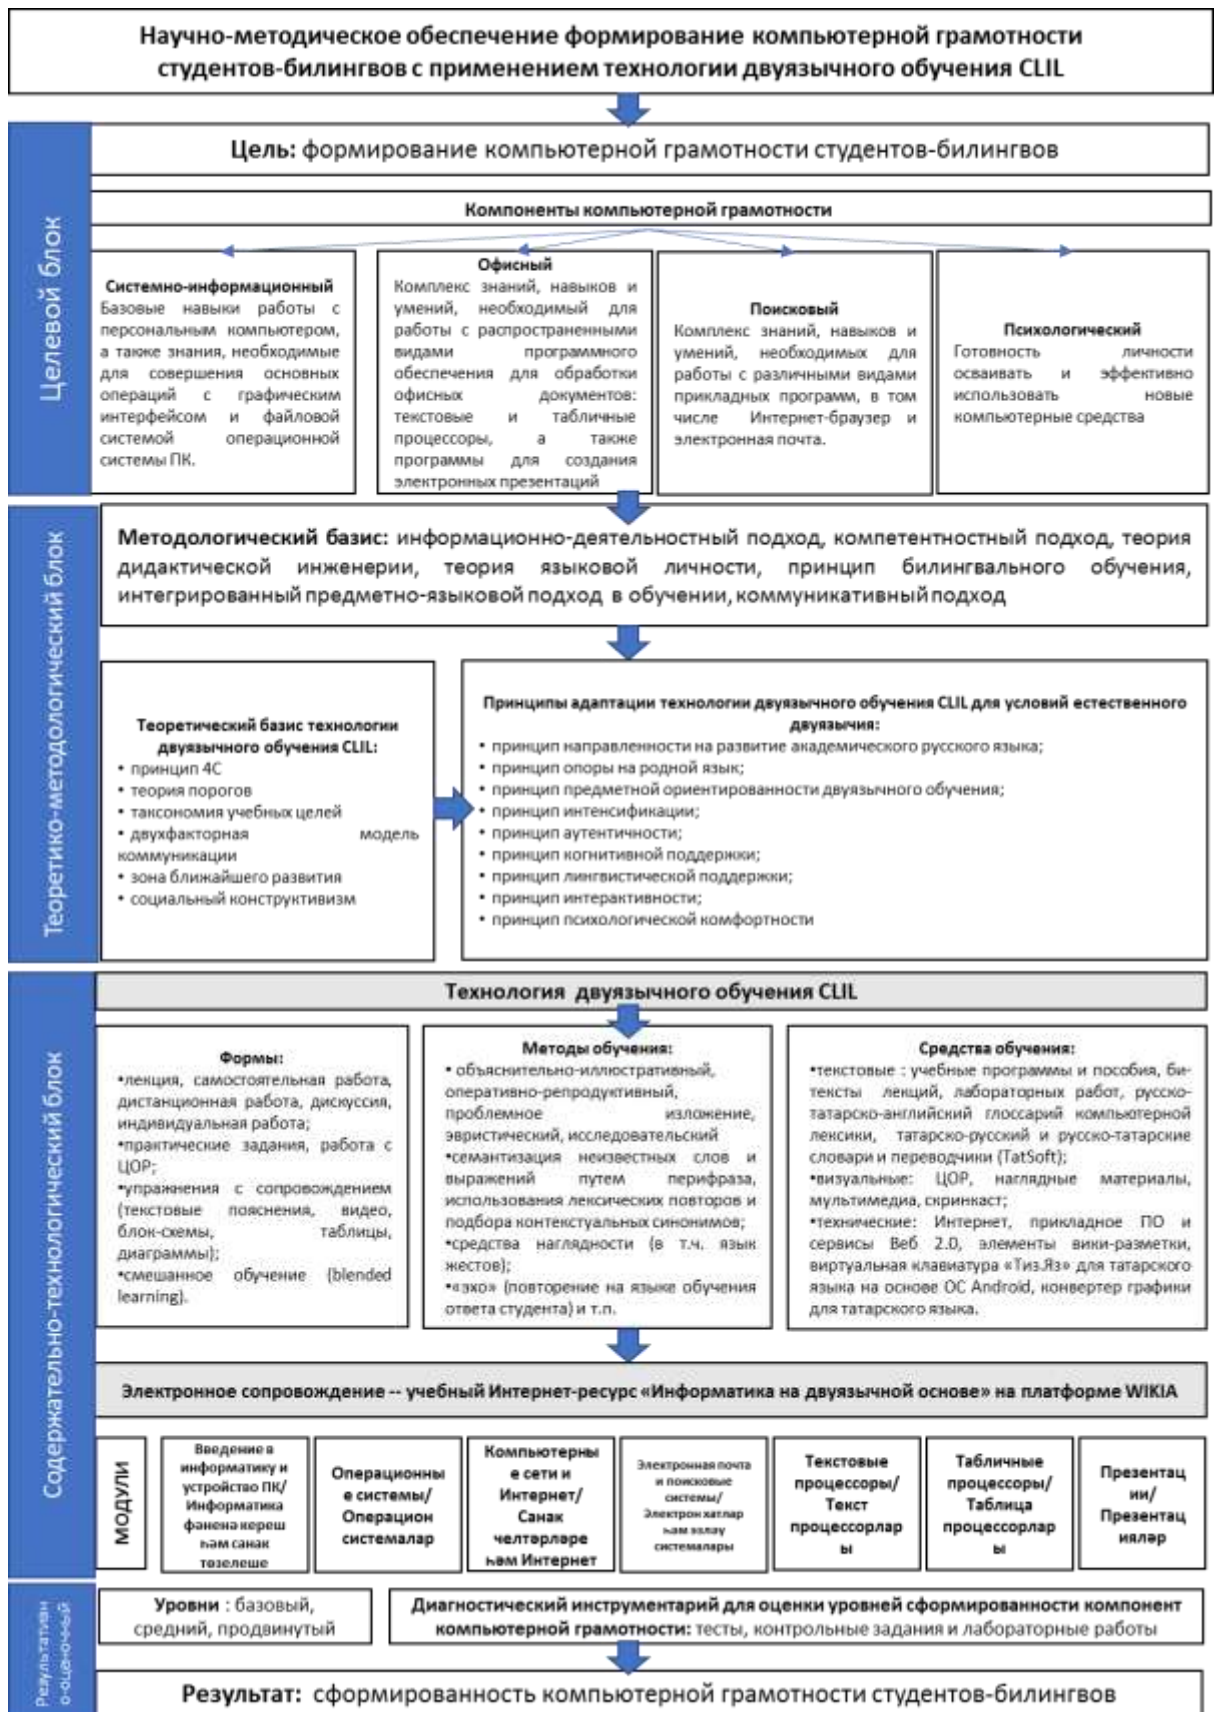 Научно-методическое обеспечение формирование компьютерной грамотности
студентов-билингвов с применением технологии двуязычного обучения CLIL
Целевой блок
Цель: формирование компьютерной грамотности студентов-билингвов
Компоненты компьютерной грамотности
Системно-информационный
Базовые навыки работы с
персональным компьютером,
а также знания, необходимые
для совершения основных
операций с графическим
интерфейсом и файловой
системой операционной
системы ПК.
Офисный
Комплекс знаний, навыков и
умений, необходимый для
работы с распространенными
видами программного
обеспечения для обработки
офисных документов:
текстовые и табличные
процессоры, а также
программы для создания
электронных презентаций
Поисковый
Комплекс знаний, навыков и
умений, необходимых для
работы с различными видами
прикладных программ, в том
числе Интернет-браузер и
электронная почта.
Психологический
Готовность личности
осваивать и эффективно
использовать новые
компьютерные средства
Теоретико-методологический блок
Методологический базис: информационно-деятельностный подход, компетентностный подход, теория
дидактической инженерии, теория языковой личности, принцип билингвального обучения,
интегрированный предметно-языковой подход в обучении, коммуникативный подход
Теоретический базис технологии
двуязычного обучения CLIL:
• принцип 4С
• теория порогов
• таксономия учебных целей
• двухфакторная модель
коммуникации
• зона ближайшего развития
• социальный конструктивизм
Принципы адаптации технологии двуязычного обучения CLIL для условий естественного
двуязычия:
• принцип направленности на развитие академического русского языка;
• принцип опоры на родной язык;
• принцип предметной ориентированности двуязычного обучения;
• принцип интенсификации;
• принцип аутентичности;
• принцип когнитивной поддержки;
• принцип лингвистической поддержки;
• принцип интерактивности;
• принцип психологической комфортности
Содержательно-технологический блок
Технология двуязычного обучения CLIL
Формы:
•лекция, самостоятельная работа,
дистанционная работа, дискуссия,
индивидуальная работа;
•практические задания, работа с
ЦОР;
•упражнения с сопровождением
(текстовые пояснения, видео,
блок-схемы, таблицы,
диаграммы);
•смешанное обучение (blended
learning).
Методы обучения:
•объяснительно-иллюстративный,
оперативно-репродуктивный,
проблемное изложение,
эвристический, исследовательский
•семантизация неизвестных слов и
выражений путем перифраза,
использования лексических повторов и
подбора контекстуальных синонимов;
•средства наглядности (в т.ч. язык
жестов);
•«эхо» (повторение на языке обучения
ответа студента) и т.п.
Средства обучения:
•текстовые : учебные программы и пособия, би-
тексты лекций, лабораторных работ, русско-
татарско-английский глоссарий компьютерной
лексики, татарско-русский и русско-татарские
словари и переводчики (TatSoft);
•визуальные: ЦОР, наглядные материалы,
мультимедиа, скринкаст;
•технические: Интернет, прикладное ПО и
сервисы Веб 2.0, элементы вики-разметки,
виртуальная клавиатура «Тиз.Яз» для татарского
языка на основе ОС Android, конвертер графики
для татарского языка.
Электронное сопровождение -- учебный Интернет-ресурс «Информатика на двуязычной основе» на платформе WIKIA
МОДУЛИ
Введение в
информатику и
устройство ПК/
Информатика
фәненә кереш
һәм санак
төзелеше
Операционны
е системы/
Операцион
системалар
Компьютерны
е сети и
Интернет/
Санак
челтәрләре
һәм Интернет
Электронная почта
и поисковые
системы/
Электрон хатлар
һәм эзләү
системалары
Текстовые
процессоры/
Текст
процессорлар
ы
Табличные
процессоры/
Таблица
процессорлар
ы
Презентац
ии/
Презентац
ияләр
Результативн
о-оценочный
Уровни : базовый,
средний, продвинутый
Диагностический инструментарий для оценки уровней сформированности компонент
компьютерной грамотности: тесты, контрольные задания и лабораторные работы
Результат: сформированность компьютерной грамотности студентов-билингвов